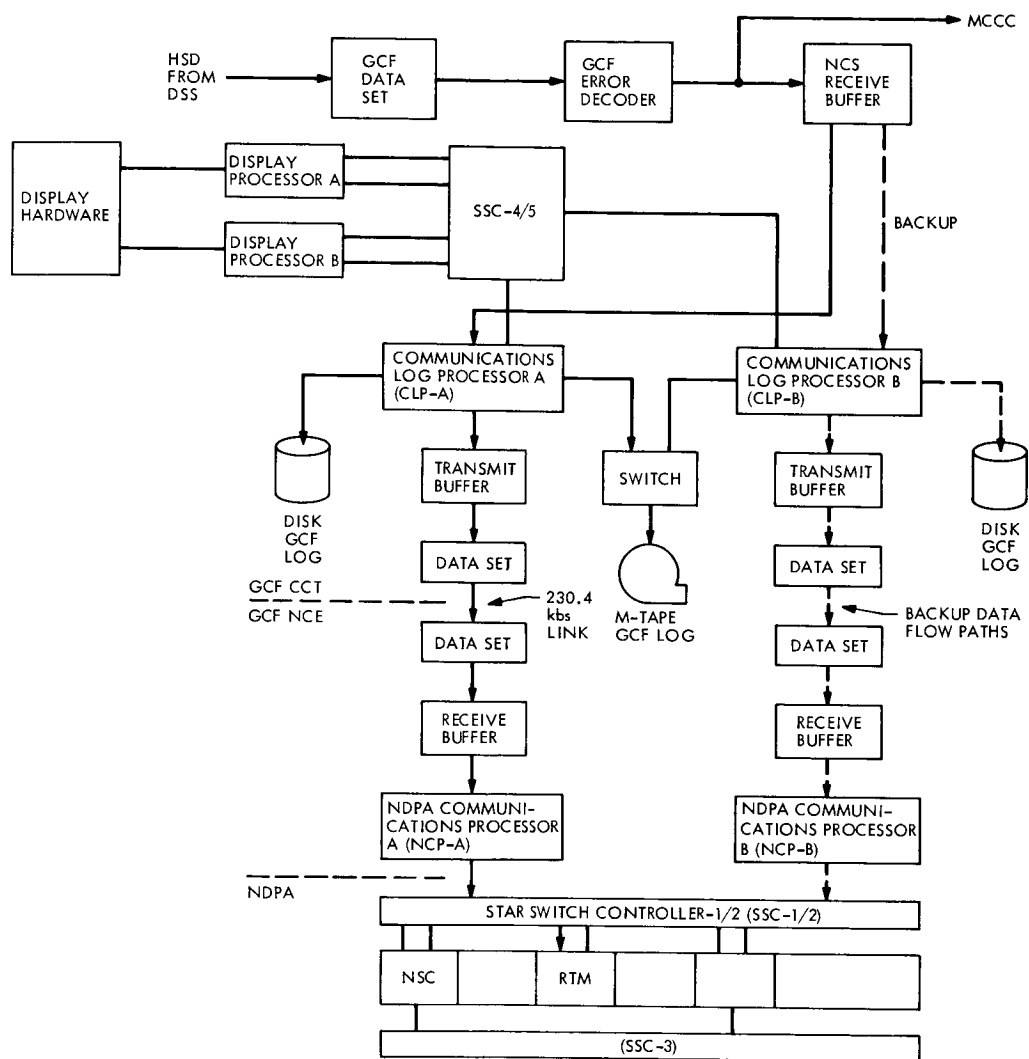 MCCC
HSD
FROM
DSS
GCF
DATA
SET
GCF
ERROR
DECODER
NCS
RECEIVE
BUFFER
DISPLAY
HARDWARE
DISPLAY
PROCESSOR A
DISPLAY
PROCESSOR B
SSC-4/5
BACKUP
COMMUNICATIONS
LOG PROCESSOR A
(CLP-A)
COMMUNICATIONS
LOG PROCESSOR B
(CLP-B)
DISK
GCF
LOG
TRANSMIT
BUFFER
SWITCH
TRANSMIT
BUFFER
DISK
GCF
LOG
DATA SET
M-TAPE
GCF LOG
DATA SET
GCF CCT
GCF NCE
230.4
kbs
LINK
BACKUP DATA
FLOW PATHS
DATA SET
DATA SET
RECEIVE
BUFFER
RECEIVE
BUFFER
NDPA COMMUNI-
CATIONS PROCESSOR
A (NCP-A)
NDPA COMMUNI-
CATIONS PROCESSOR
B (NCP-B)
NDPA
STAR SWITCH CONTROLLER-1/2 (SSC-1/2)
NSC
RTM
(SSC-3)